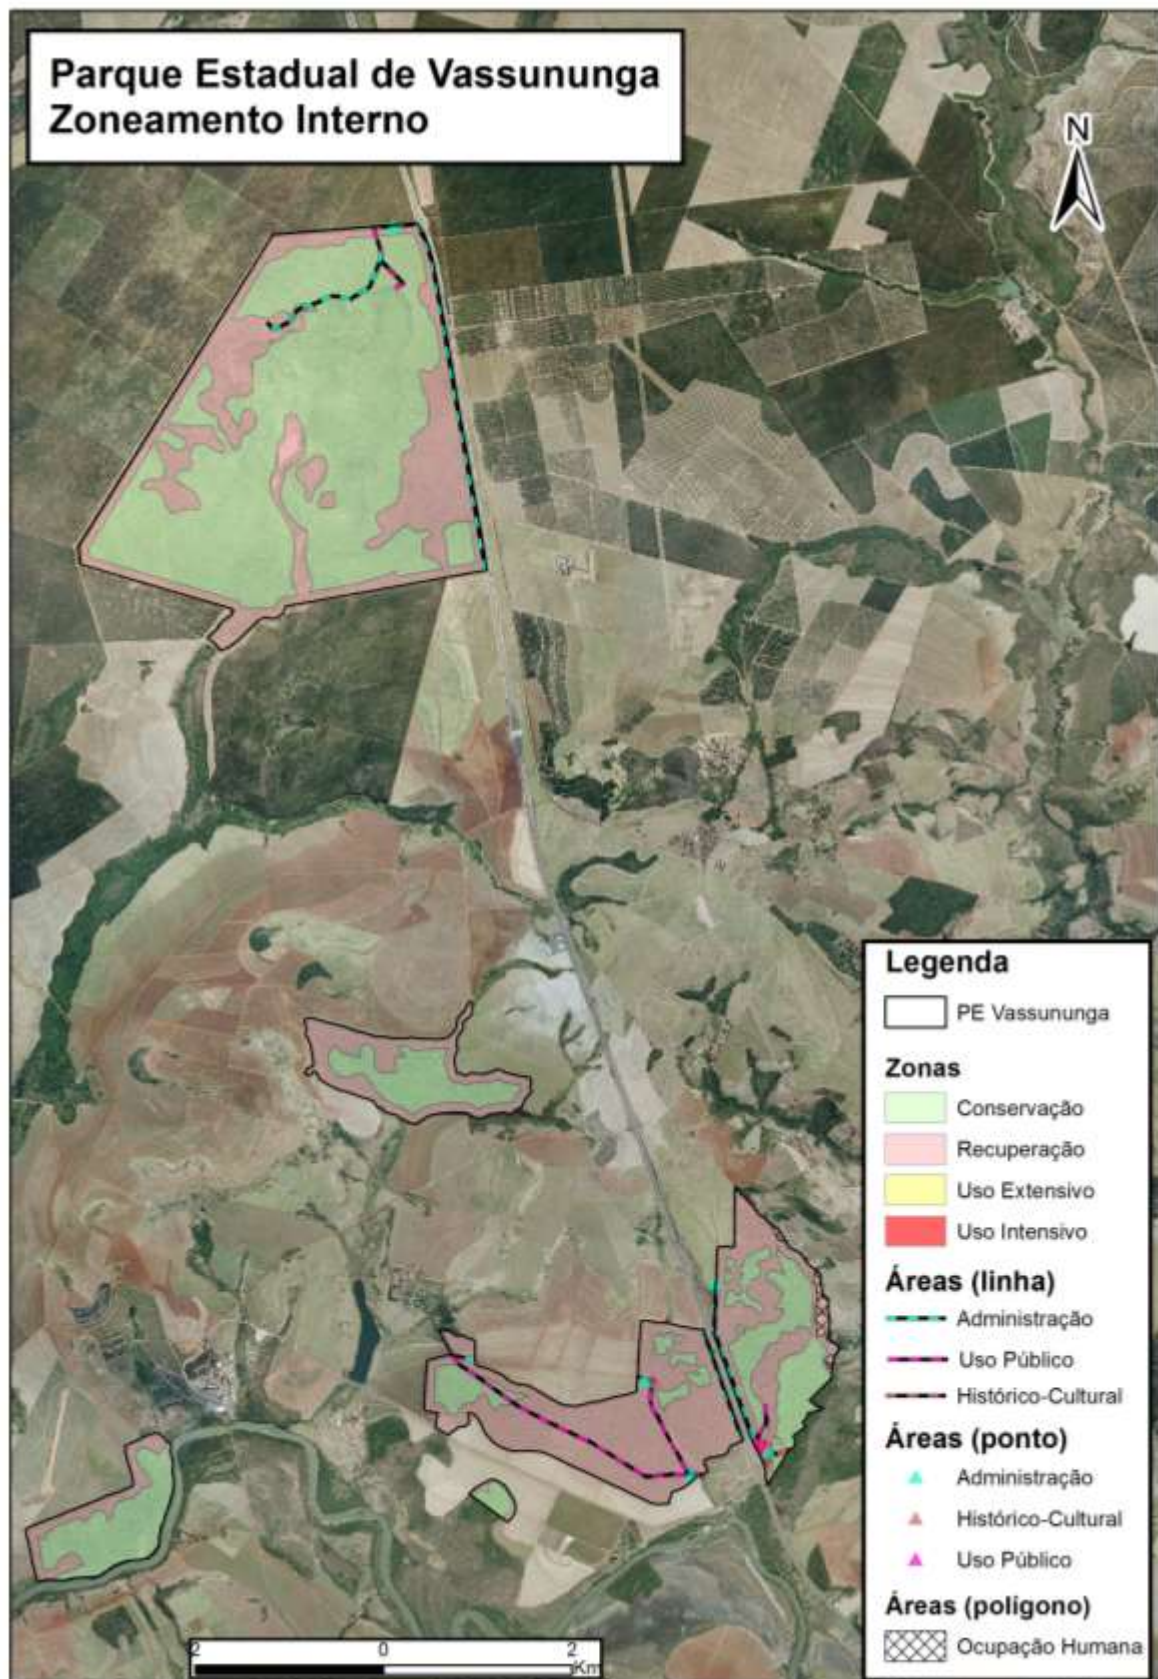 Parque Estadual de Vassununga
Zoneamento Interno
N
Legenda
PE Vassununga
Zonas
Conservação
Recuperação
Uso Extensivo
Uso Intensivo
Áreas (linha)
Administração
Uso Público
Histórico-Cultural
Áreas (ponto)
Administração
Histórico-Cultural
Uso Público
Áreas (polígono)
Ocupação Humana
2 0 2
Km